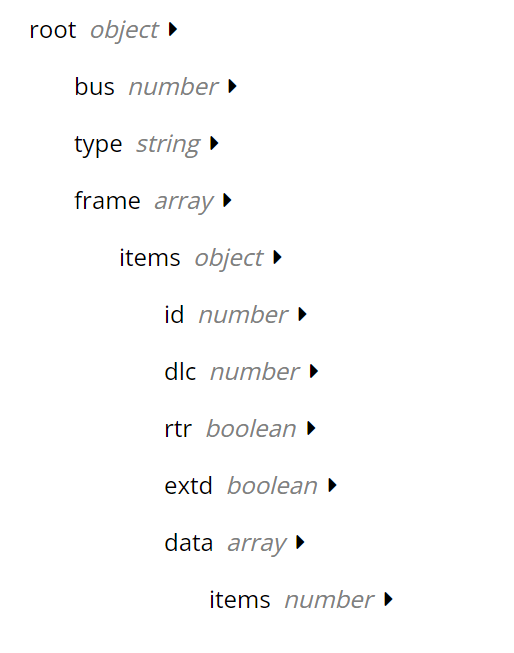 root object
bus number
type string
frame array
items object
id number
dlc number
rtr boolean
extd boolean
data array
items number